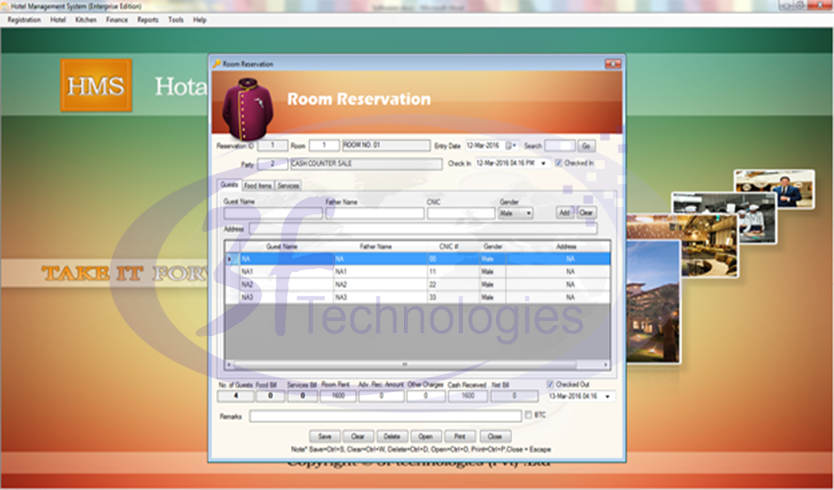 Hotel Management System (Enterprise Edition)
Registration Hotel Kitchen Finance Reports Tools Help
Room Reservation
HMS Hota
Room Reservation
Reservation ID 1 Room 1 ROOM NO. 01 Entry Date 12-Mar-2016 Search Go
Party 2 CASH COUNTER SALE Check In 12-Mar-2016 04:16 PM Checked In
Guests Food Items Services
Guest Name Father Name CNIC Gender
Male Add Clear
Address
Guest Name Father Name CNIC # Gender Address
NA NA 00 Male NA
NA1 NA1 11 Male NA
NA2 NA2 22 Male NA
NA3 NA3 33 Male NA
TAKE IT FOR
3f Technologies
No. of Guests Food Bill Services Bill Room Rent Adv. Rec. Amount Other Charges Cash Received Net Bill Checked Out
4 0 0 1600 0 0 1600 0 13-Mar-2016 04:16
Remarks BTC
Save Clear Delete Open Print Close
Note* Save=Ctrl+S, Clear=Ctrl+W, Delete=Ctrl+D, Open=Ctrl+O, Print=Ctrl+P,Close = Escape